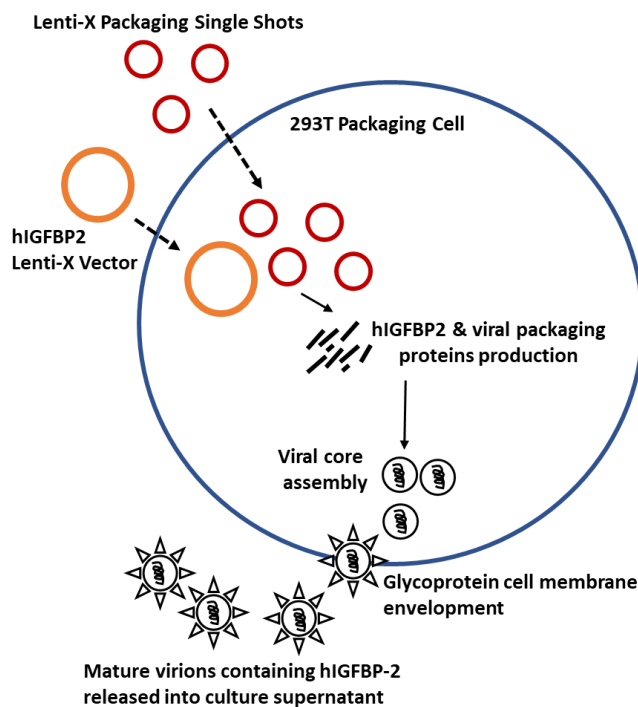 Lenti-X Packaging Single Shots
293T Packaging Cell
hIGFBP2
Lenti-X Vector
hIGFBP2 & viral packaging
proteins production
Viral core
assembly
Glycoprotein cell membrane
envelopment
Mature virions containing hIGFBP-2
released into culture supernatant